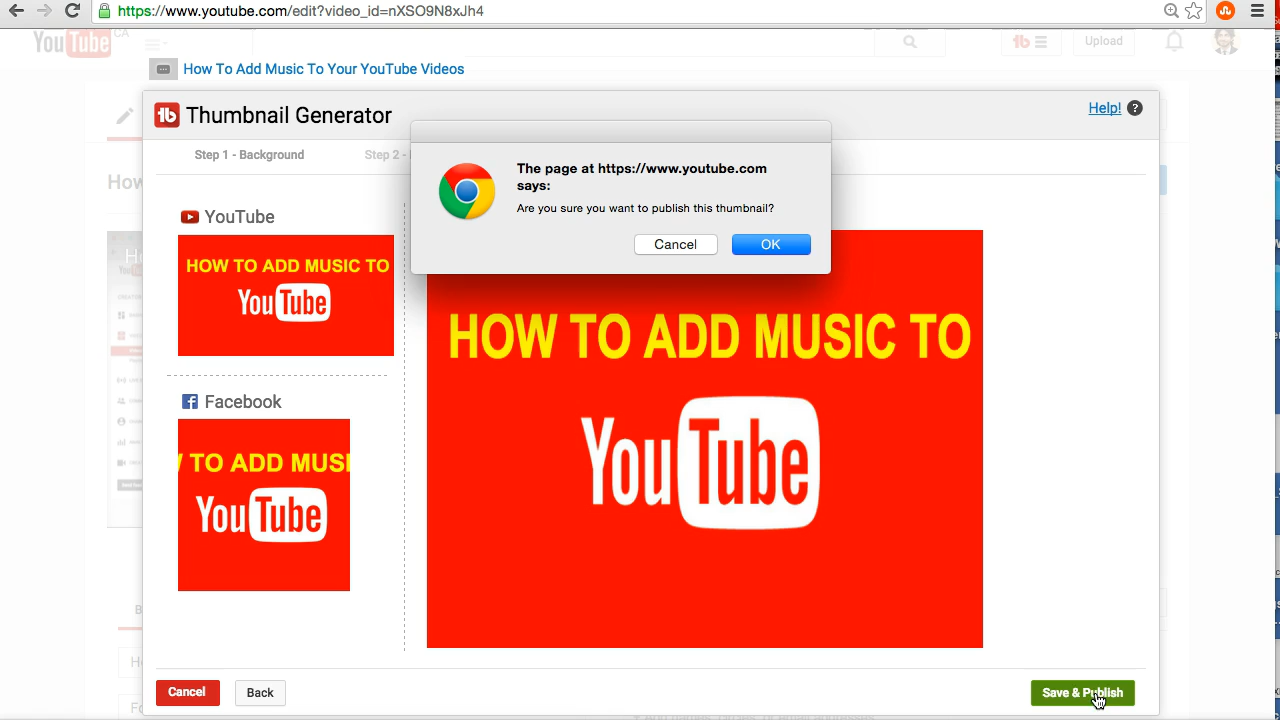 https://www.youtube.com/edit?video_id=nXSO9N8xJh4
YouTube CA
Upload
How To Add Music To Your YouTube Videos
Thumbnail Generator
Help!
Step 1 - Background
Step 2 -
The page at https://www.youtube.com
says:
Are you sure you want to publish this thumbnail?
Cancel
OK
How
YouTube
HOW TO ADD MUSIC TO
YouTube
Facebook
TO ADD MUSI
YouTube
HOW TO ADD MUSIC TO
YouTube
Cancel
Back
Save & Publish